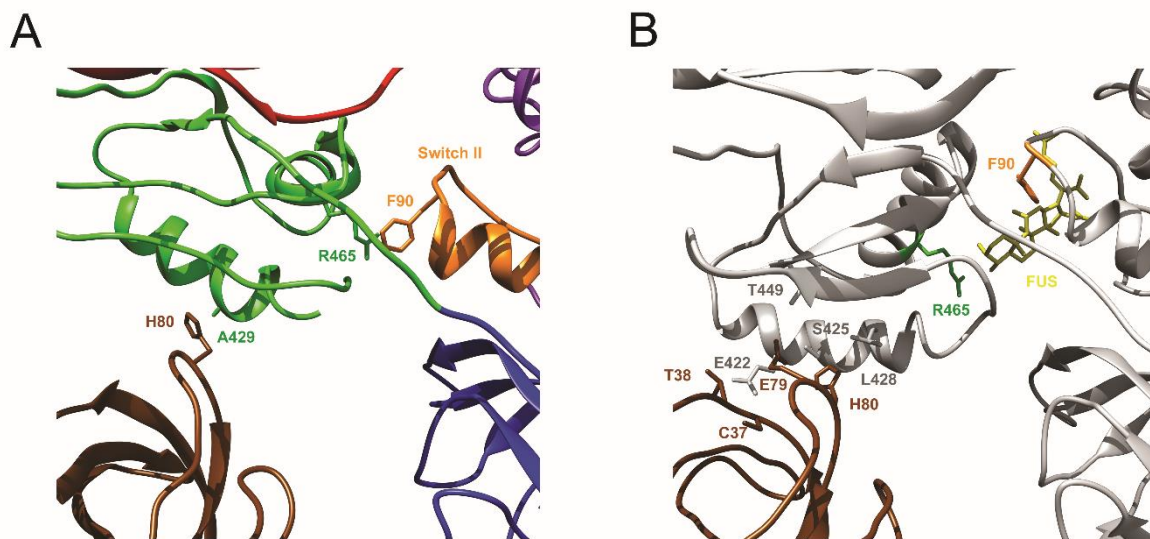 A
B
Switch II
F90
R465
H80
A429
F90
T449
FUS
R465
S425
E422
L428
T38
E79
H80
C37